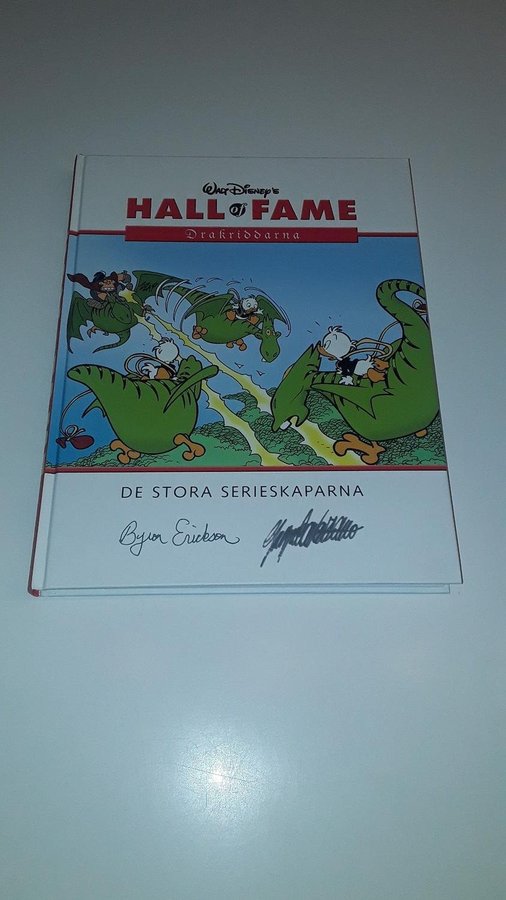 Walt Disney's
HALL of FAME
Drakriddarna
DE STORA SERIESKAPARNA
Byron Erickson